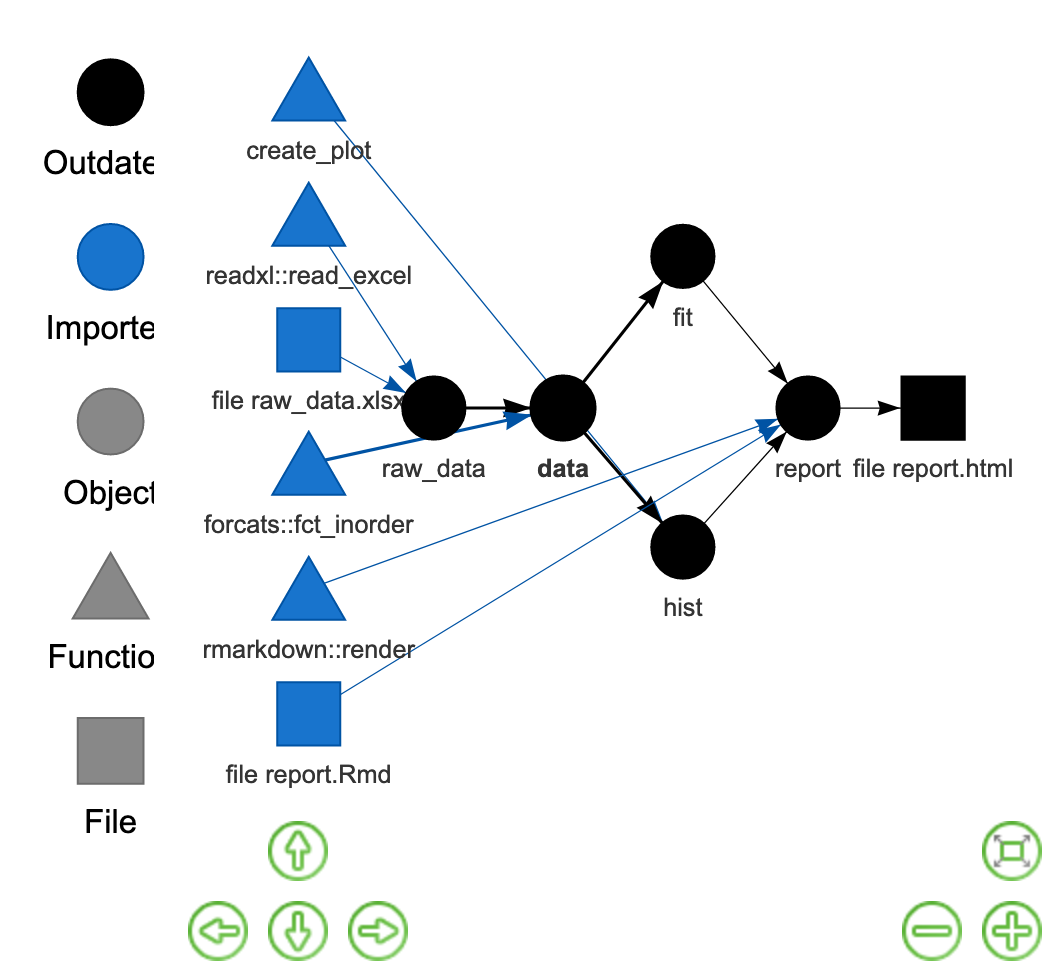 Outdate
Importe
Object
Functio
File
create_plot
readxl::read_excel
file raw_data.xlsx
forcats::fct_inorder
rmarkdown::render
file report.Rmd
raw_data
data
fit
hist
report
file report.html